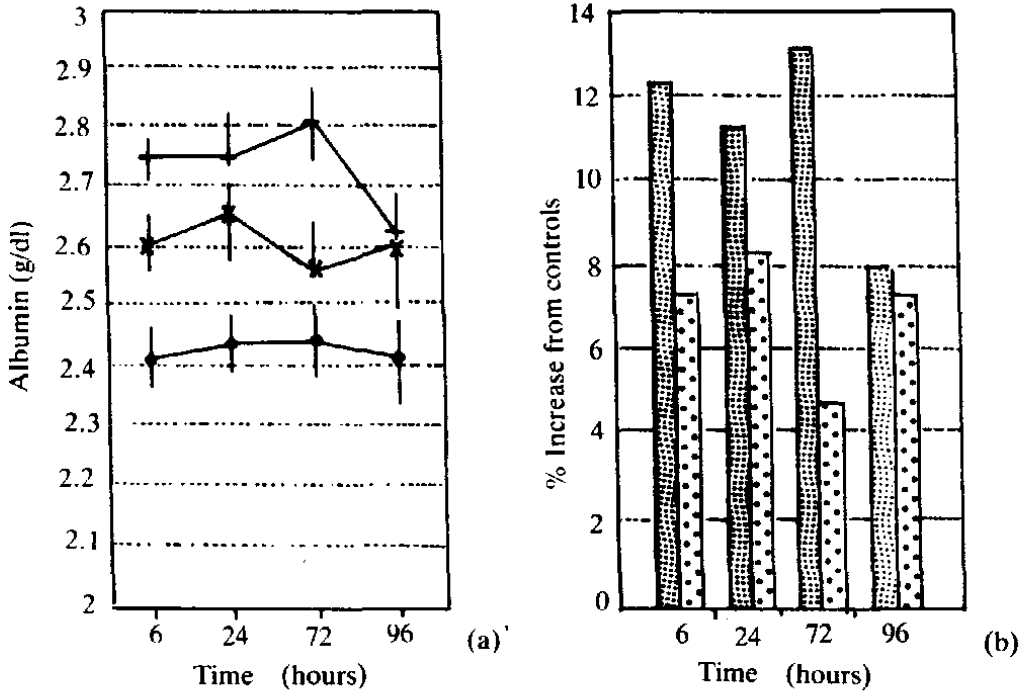 3
2.9
2.8
2.7
2.6
2.5
2.4
2.3
2.2
2.1
2
Albumin (g/dl)
6 24 72 96
Time (hours)
(a)
14
12
10
8
6
4
2
0
% Increase from controls
6 24 72 96
Time (hours)
(b)